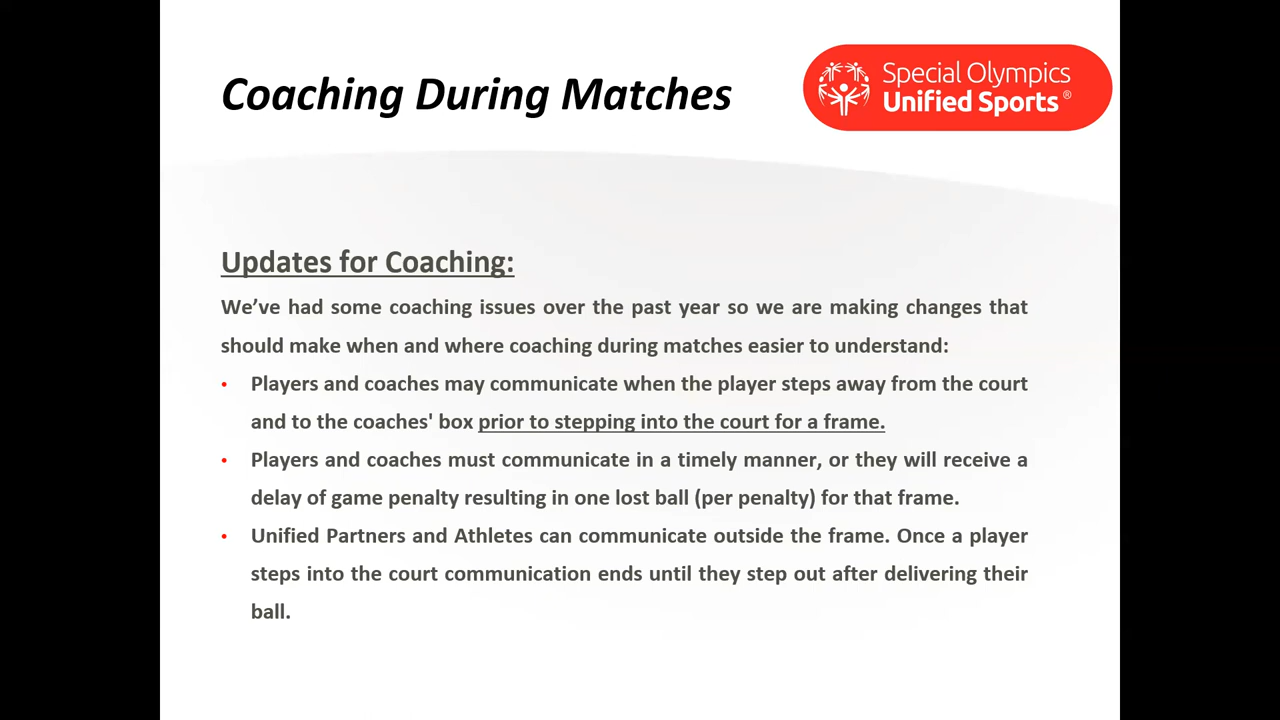 Coaching During Matches
Special Olympics
Unified Sports®
Updates for Coaching:
We’ve had some coaching issues over the past year so we are making changes that
should make when and where coaching during matches easier to understand:
• Players and coaches may communicate when the player steps away from the court
and to the coaches' box prior to stepping into the court for a frame.
• Players and coaches must communicate in a timely manner, or they will receive a
delay of game penalty resulting in one lost ball (per penalty) for that frame.
• Unified Partners and Athletes can communicate outside the frame. Once a player
steps into the court communication ends until they step out after delivering their
ball.